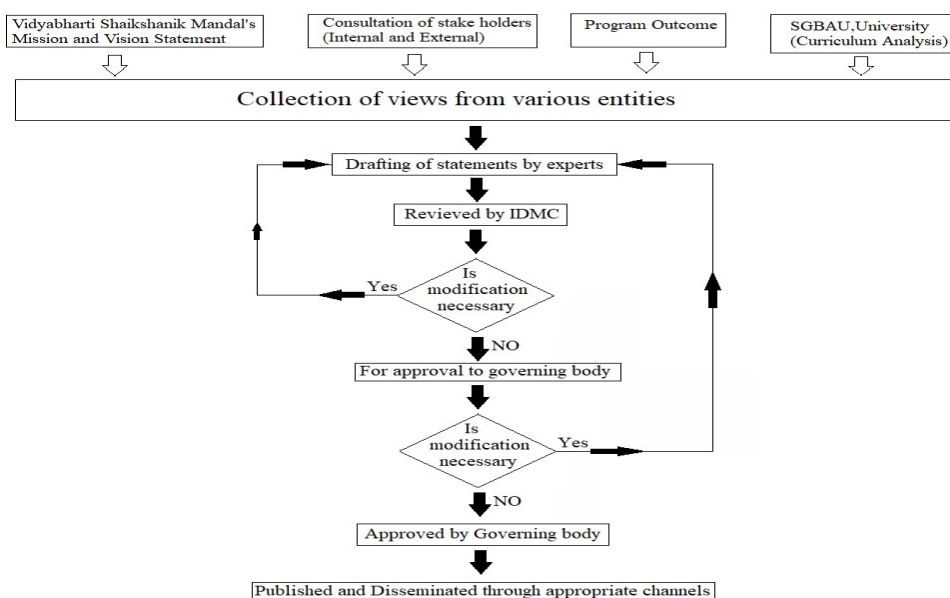 Vidyabharti Shaikshanik Mandal's
Mission and Vision Statement
Consultation of stake holders
(Internal and External)
Program Outcome
SGBAU,University
(Curriculum Analysis)
Collection of views from various entities
Drafting of statements by experts
Revieved by IDMC
Is
modification
necessary
Yes
NO
For approval to governing body
Is
modification
necessary
Yes
NO
Approved by Governing body
Published and Disseminated through appropriate channels